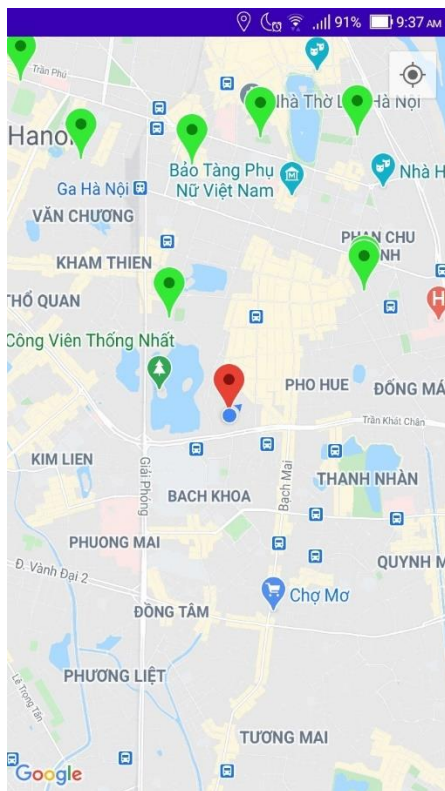 91% 9:37 AM
Trần Phú
Nhà Thờ L Hà Nội
Hano
Bảo Tàng Phụ
Nữ Việt Nam
Nhà H
Ga Hà Nội
VĂN CHƯƠNG
PHAN CHU
NH
KHAM THIEN
THỔ QUAN
H
Công Viên Thống Nhất
PHO HUE
ĐỐNG MÁ
Trần Khát Chân
KIM LIEN
Giải Phóng
BACH KHOA
Bạch Mai
THANH NHÀN
PHUONG MAI
QUYNH M
Đ. Vành Đai 2
Chợ Mơ
ĐỒNG TÂM
PHƯƠNG LIỆT
Lê Trọng Tấn
TƯƠNG MAI
Google